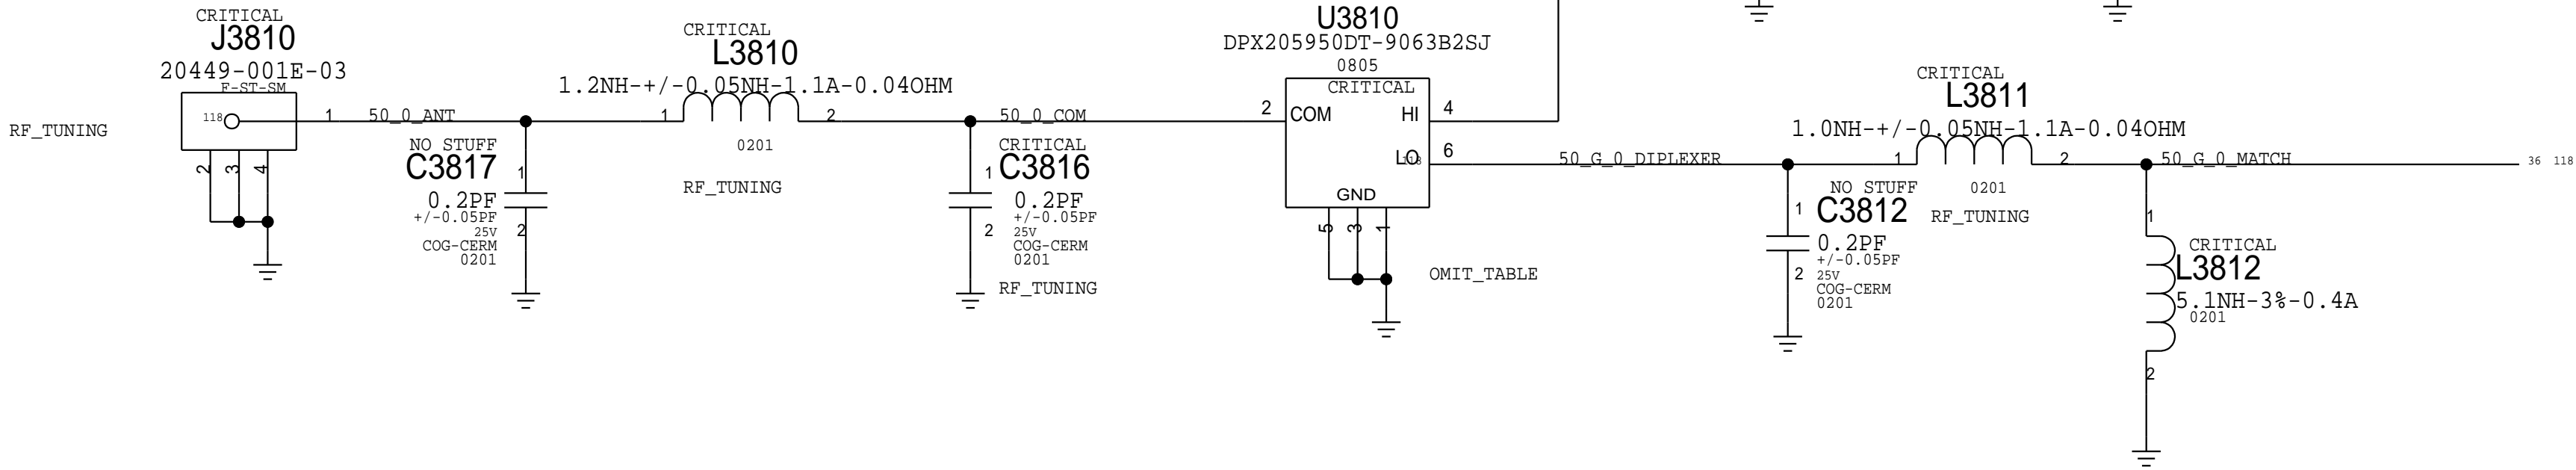 CRITICAL
J3810
20449-001E-03
F-ST-SM
118
1
50_0_ANT
RF_TUNING
2
3
4
NO STUFF
C3817
0.2PF
+/-0.05PF
25V
COG-CERM
0201
1
2
CRITICAL
L3810
1.2NH-+/-0.05NH-1.1A-0.04OHM
1
2
0201
RF_TUNING
50_0_COM
CRITICAL
C3816
0.2PF
+/-0.05PF
25V
COG-CERM
0201
RF_TUNING
1
2
U3810
DPX205950DT-9063B2SJ
0805
CRITICAL
2
COM
HI
4
LO
118
6
GND
5
3
1
OMIT_TABLE
50_G_0_DIPLEXER
NO STUFF
C3812
0.2PF
+/-0.05PF
25V
COG-CERM
0201
1
2
CRITICAL
L3811
1.0NH-+/-0.05NH-1.1A-0.04OHM
1
2
0201
RF_TUNING
50_G_0_MATCH
36 118
1
CRITICAL
L3812
5.1NH-3%-0.4A
0201
2